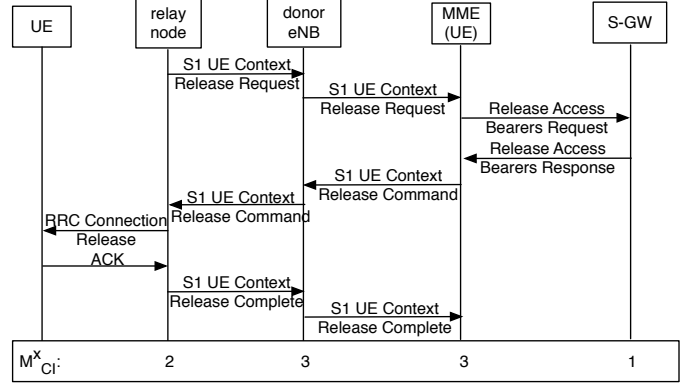 UE
relay
node
donor
eNB
MME
(UE)
S-GW
S1 UE Context
Release Request
S1 UE Context
Release Request
Release Access
Bearers Request
Release Access
Bearers Response
S1 UE Context
Release Command
S1 UE Context
Release Command
RRC Connection
Release
ACK
S1 UE Context
Release Complete
S1 UE Context
Release Complete
M^x_CI: 2 3 3 1